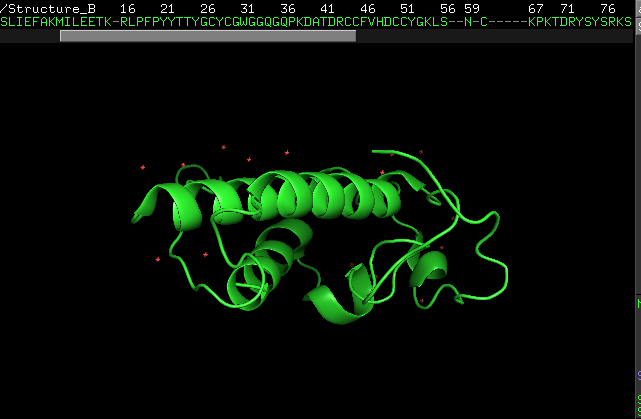 /Structure_B 16 21 26 31 36 41 46 51 56 59 67 71 76
SLIEFAKMILEETK-RLPFPYYTTYGCYCGWGGQGQPKDATDRCCFVHDCCYGKLS--N-C-----KPKTDRYSYSRKS